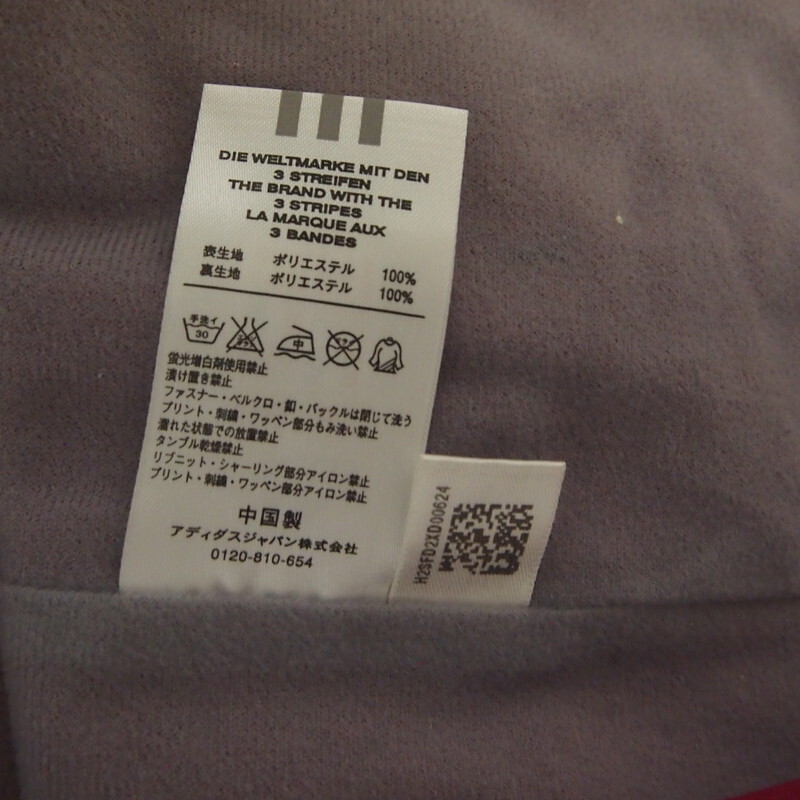 DIE WELTMARKE MIT DEN
3 STREIFEN
THE BRAND WITH THE
3 STRIPES
LA MARQUE AUX
3 BANDES
表生地 ポリエステル 100%
裏生地 ポリエステル 100%
手洗イ
30
中
蛍光増白剤使用禁止
漬け置き禁止
ファスナー・ベルクロ・釦・バックルは閉じて洗う
プリント・刺繍・ワッペン部分もみ洗い禁止
濡れた状態での放置禁止
タンブル乾燥禁止
リブニット・シャーリング部分アイロン禁止
プリント・刺繍・ワッペン部分アイロン禁止
中国製
アディダスジャパン株式会社
0120-810-654
H2SFD2XD00624